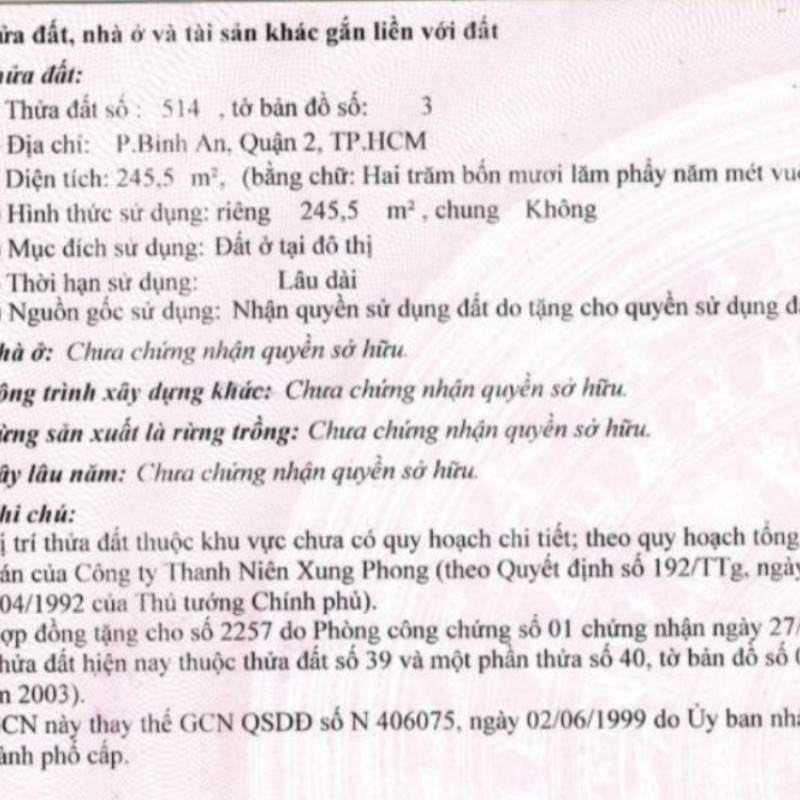 ửa đất, nhà ở và tài sản khác gắn liền với đất
hửa đất:
Thửa đất số : 514 , tờ bản đồ số: 3
Địa chỉ: P.Bình An, Quận 2, TP.HCM
Diện tích: 245,5 m², (bằng chữ: Hai trăm bốn mươi lăm phẩy năm mét vuô
Hình thức sử dụng: riêng 245,5 m² , chung Không
Mục đích sử dụng: Đất ở tại đô thị
Thời hạn sử dụng: Lâu dài
Nguồn gốc sử dụng: Nhận quyền sử dụng đất do tặng cho quyền sử dụng đ
hà ở: Chưa chứng nhận quyền sở hữu.
ông trình xây dựng khác: Chưa chứng nhận quyền sở hữu.
ừng sản xuất là rừng trồng: Chưa chứng nhận quyền sở hữu.
ây lâu năm: Chưa chứng nhận quyền sở hữu.
hi chú:
ị trí thửa đất thuộc khu vực chưa có quy hoạch chi tiết; theo quy hoạch tổng
án của Công ty Thanh Niên Xung Phong (theo Quyết định số 192/TTg, ngày
04/1992 của Thủ tướng Chính phủ).
ợp đồng tặng cho số 2257 do Phòng công chứng số 01 chứng nhận ngày 27/
hửa đất hiện nay thuộc thửa đất số 39 và một phần thửa số 40, tờ bản đồ số
m 2003).
CN này thay thế GCN QSDĐ số N 406075, ngày 02/06/1999 do Ủy ban nhâ
ành phố cấp.